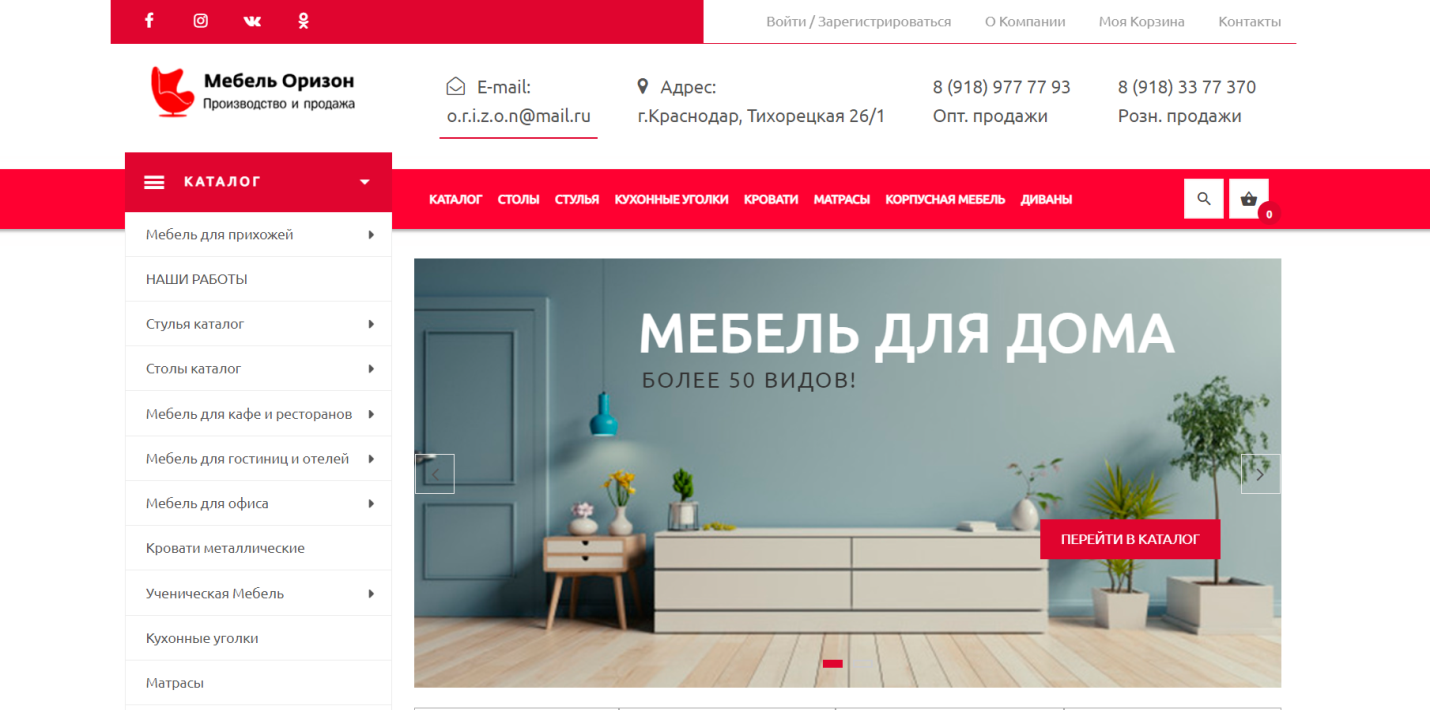 Войти / Зарегистрироваться
О Компании
Моя Корзина
Контакты
Мебель Оризон
Производство и продажа
E-mail:
o.r.i.z.o.n@mail.ru
Адрес:
г.Краснодар, Тихорецкая 26/1
8 (918) 977 77 93
Опт. продажи
8 (918) 33 77 370
Розн. продажи
КАТАЛОГ
КАТАЛОГ СТОЛЫ СТУЛЬЯ КУХОННЫЕ УГОЛКИ КРОВАТИ МАТРАСЫ КОРПУСНАЯ МЕБЕЛЬ ДИВАНЫ
0
Мебель для прихожей
НАШИ РАБОТЫ
Стулья каталог
Столы каталог
Мебель для кафе и ресторанов
Мебель для гостиниц и отелей
Мебель для офиса
Кровати металлические
Ученическая Мебель
Кухонные уголки
Матрасы
МЕБЕЛЬ ДЛЯ ДОМА
БОЛЕЕ 50 ВИДОВ!
ПЕРЕЙТИ В КАТАЛОГ